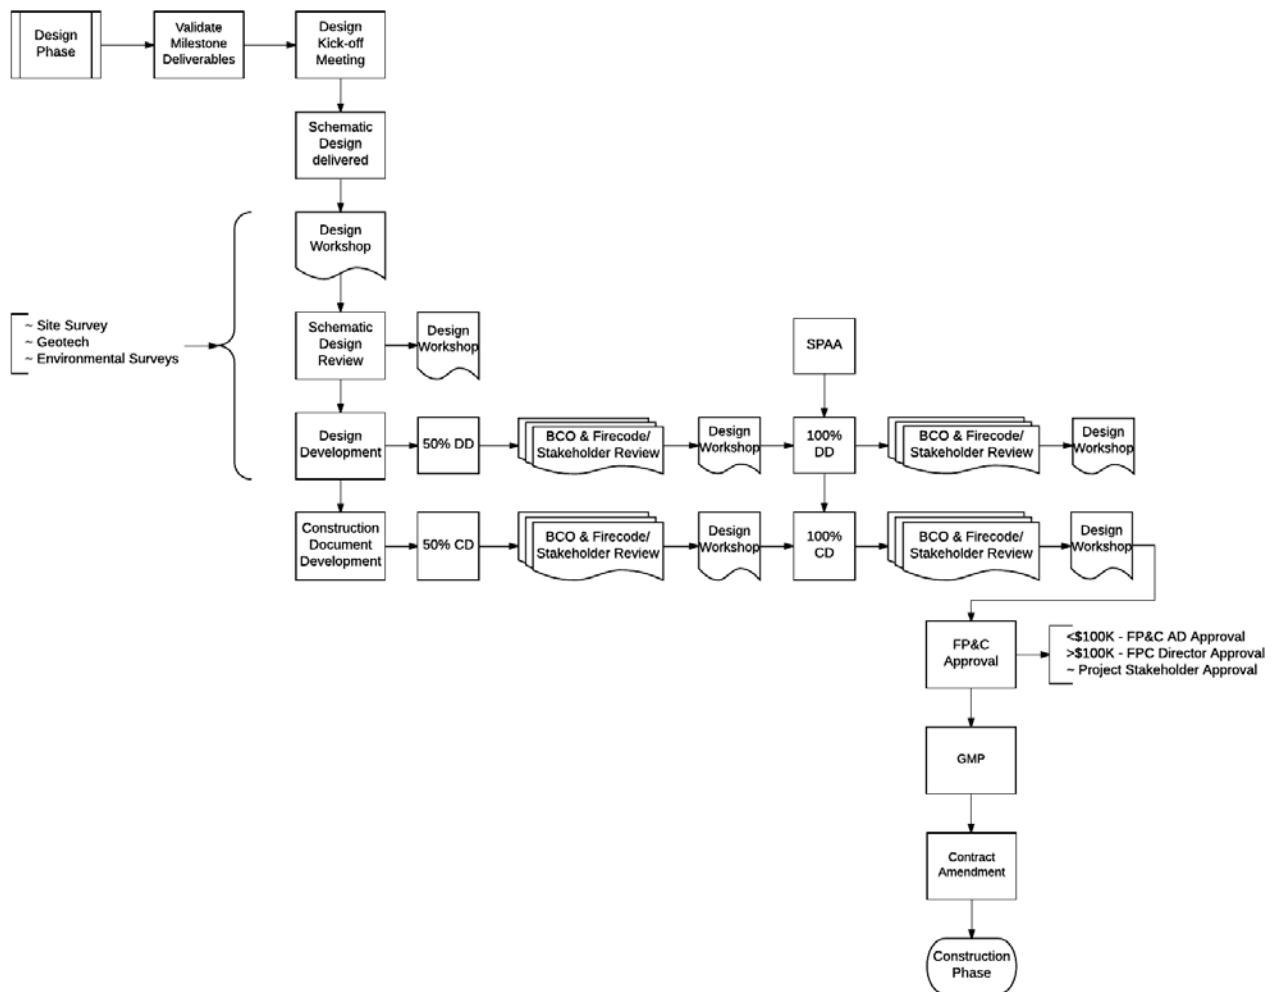 Design
Phase
Validate
Milestone
Deliverables
Design
Kick-off
Meeting
Schematic
Design
delivered
Design
Workshop
~ Site Survey
~ Geotech
~ Environmental Surveys
Schematic
Design
Review
Design
Workshop
SPAA
Design
Development
50% DD
BCO & Firecode/
Stakeholder Review
Design
Workshop
100%
DD
BCO & Firecode/
Stakeholder Review
Design
Workshop
Construction
Document
Development
50% CD
BCO & Firecode/
Stakeholder Review
Design
Workshop
100%
CD
BCO & Firecode/
Stakeholder Review
Design
Workshop
FP&C
Approval
<$100K - FP&C AD Approval
>$100K - FPC Director Approval
~ Project Stakeholder Approval
GMP
Contract
Amendment
Construction
Phase